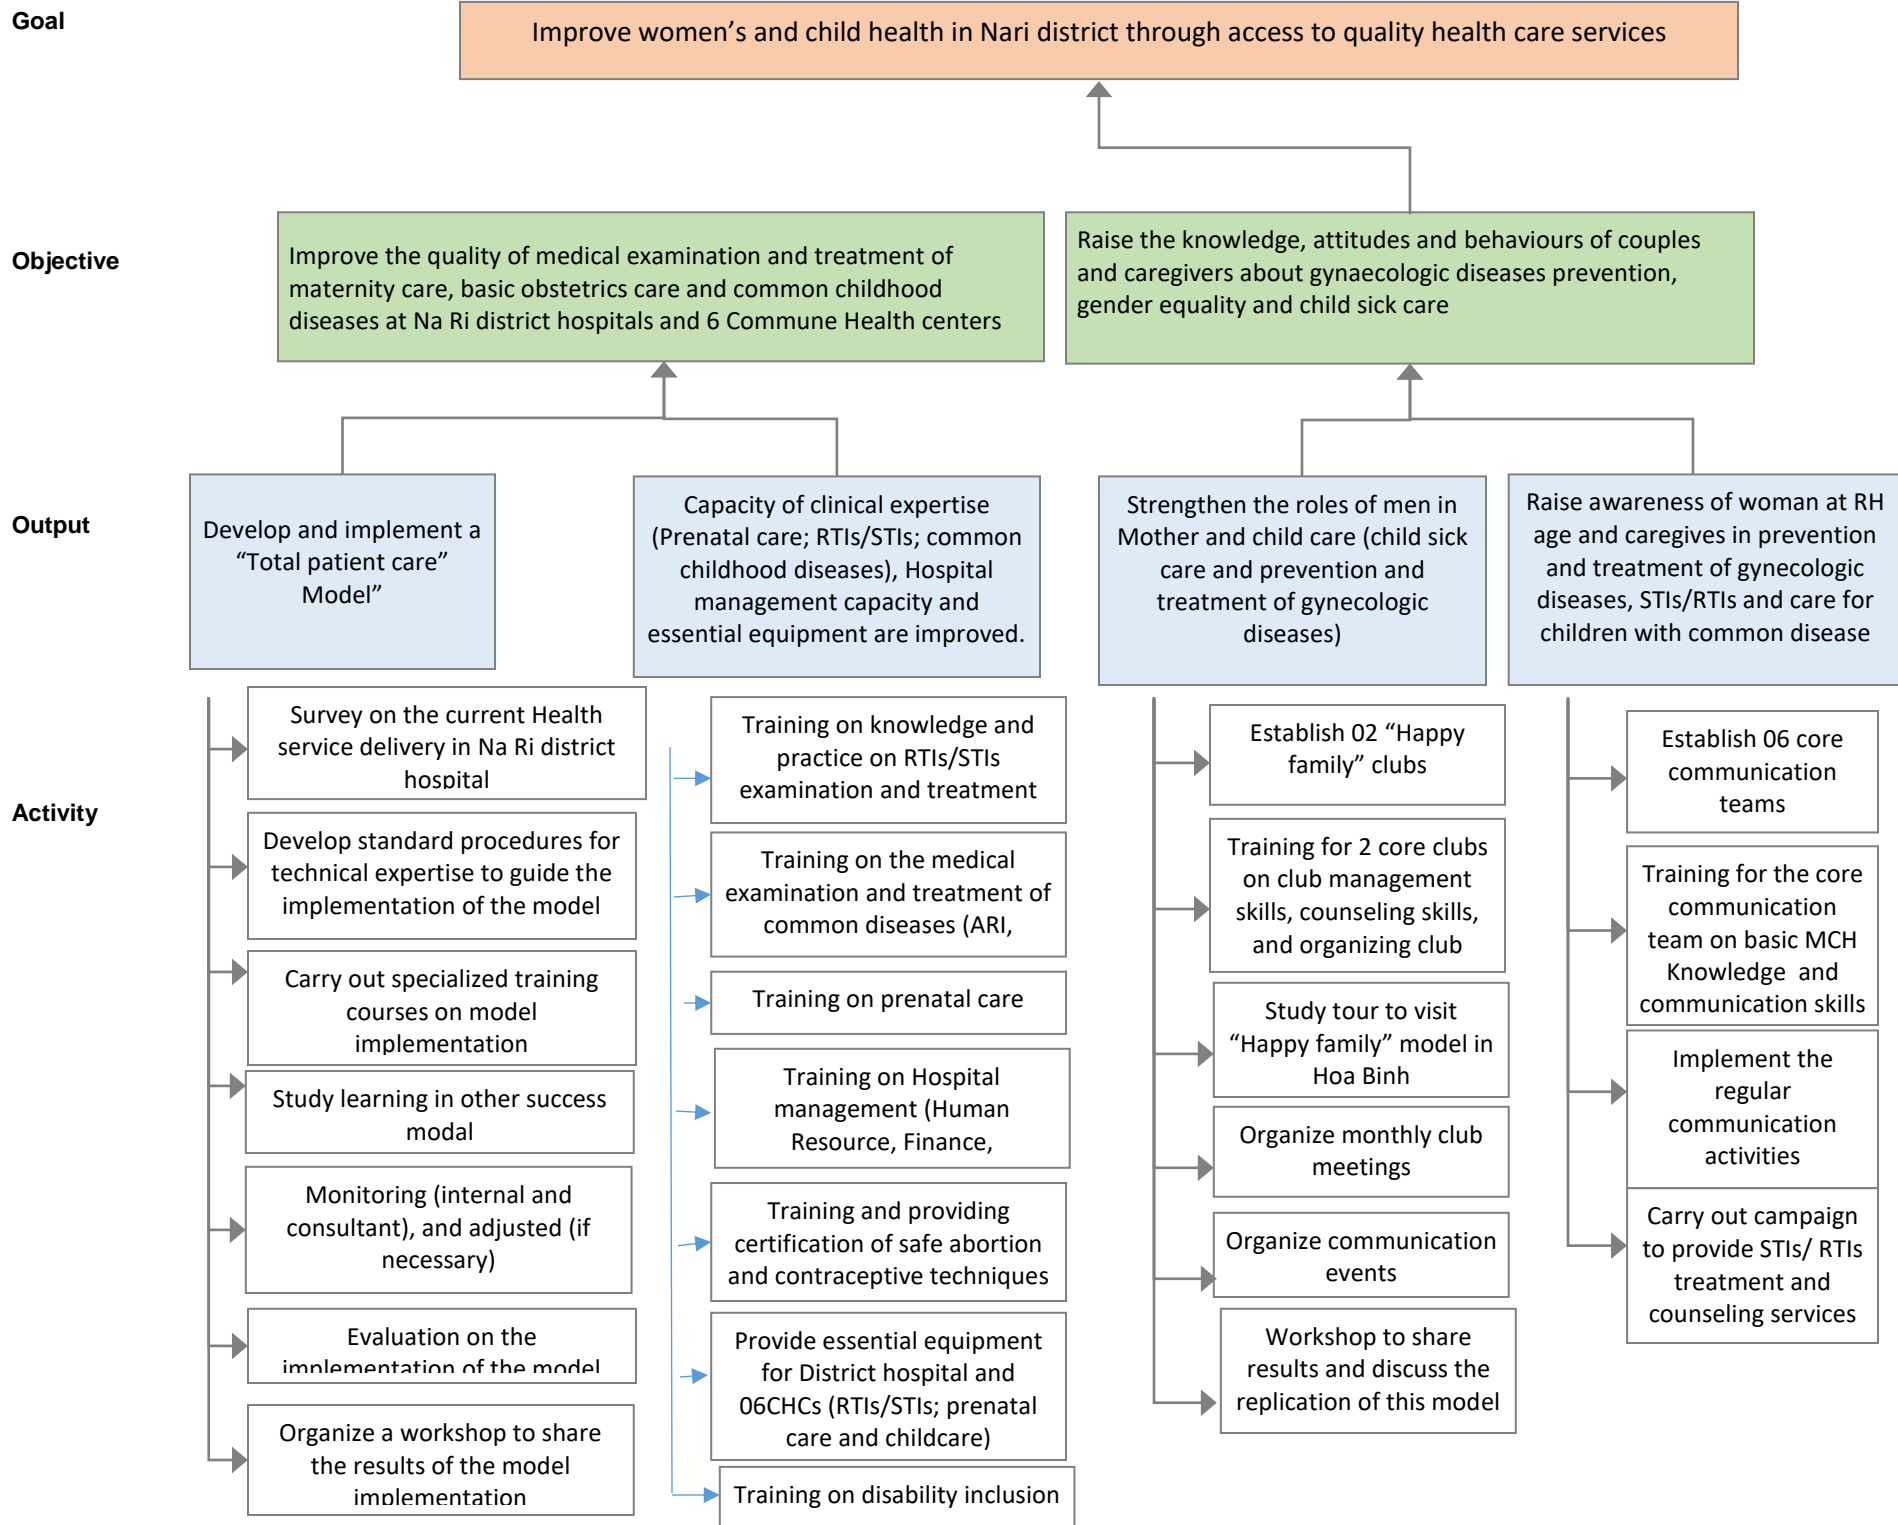 Goal
Improve women’s and child health in Nari district through access to quality health care services
Objective
Improve the quality of medical examination and treatment of
maternity care, basic obstetrics care and common childhood
diseases at Na Ri district hospitals and 6 Commune Health centers
Raise the knowledge, attitudes and behaviours of couples
and caregivers about gynaecologic diseases prevention,
gender equality and child sick care
Output
Develop and implement a
“Total patient care”
Model”
Capacity of clinical expertise
(Prenatal care; RTIs/STIs; common
childhood diseases), Hospital
management capacity and
essential equipment are improved.
Strengthen the roles of men in
Mother and child care (child sick
care and prevention and
treatment of gynecologic
diseases)
Raise awareness of woman at RH
age and caregives in prevention
and treatment of gynecologic
diseases, STIs/RTIs and care for
children with common disease
Activity
Survey on the current Health
service delivery in Na Ri district
hospital
Develop standard procedures for
technical expertise to guide the
implementation of the model
Carry out specialized training
courses on model
implementation
Study learning in other success
modal
Monitoring (internal and
consultant), and adjusted (if
necessary)
Evaluation on the
implementation of the model
Organize a workshop to share
the results of the model
implementation
Training on knowledge and
practice on RTIs/STIs
examination and treatment
Training on the medical
examination and treatment of
common diseases (ARI,
Training on prenatal care
Training on Hospital
management (Human
Resource, Finance,
Training and providing
certification of safe abortion
and contraceptive techniques
Provide essential equipment
for District hospital and
06CHCs (RTIs/STIs; prenatal
care and childcare)
Training on disability inclusion
Establish 02 “Happy
family” clubs
Training for 2 core clubs
on club management
skills, counseling skills,
and organizing club
Study tour to visit
“Happy family” model in
Hoa Binh
Organize monthly club
meetings
Organize communication
events
Workshop to share
results and discuss the
replication of this model
Establish 06 core
communication
teams
Training for the core
communication
team on basic MCH
Knowledge and
communication skills
Implement the
regular
communication
activities
Carry out campaign
to provide STIs/ RTIs
treatment and
counseling services